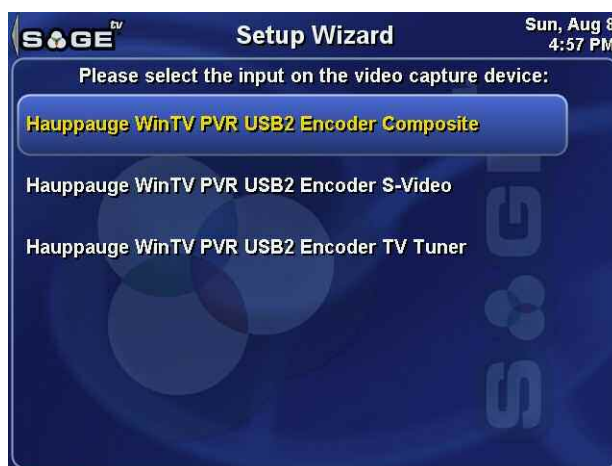 SAGE tv
Setup Wizard
Sun, Aug 8
4:57 PM
Please select the input on the video capture device:
Hauppauge WinTV PVR USB2 Encoder Composite
Hauppauge WinTV PVR USB2 Encoder S-Video
Hauppauge WinTV PVR USB2 Encoder TV Tuner
SAGE